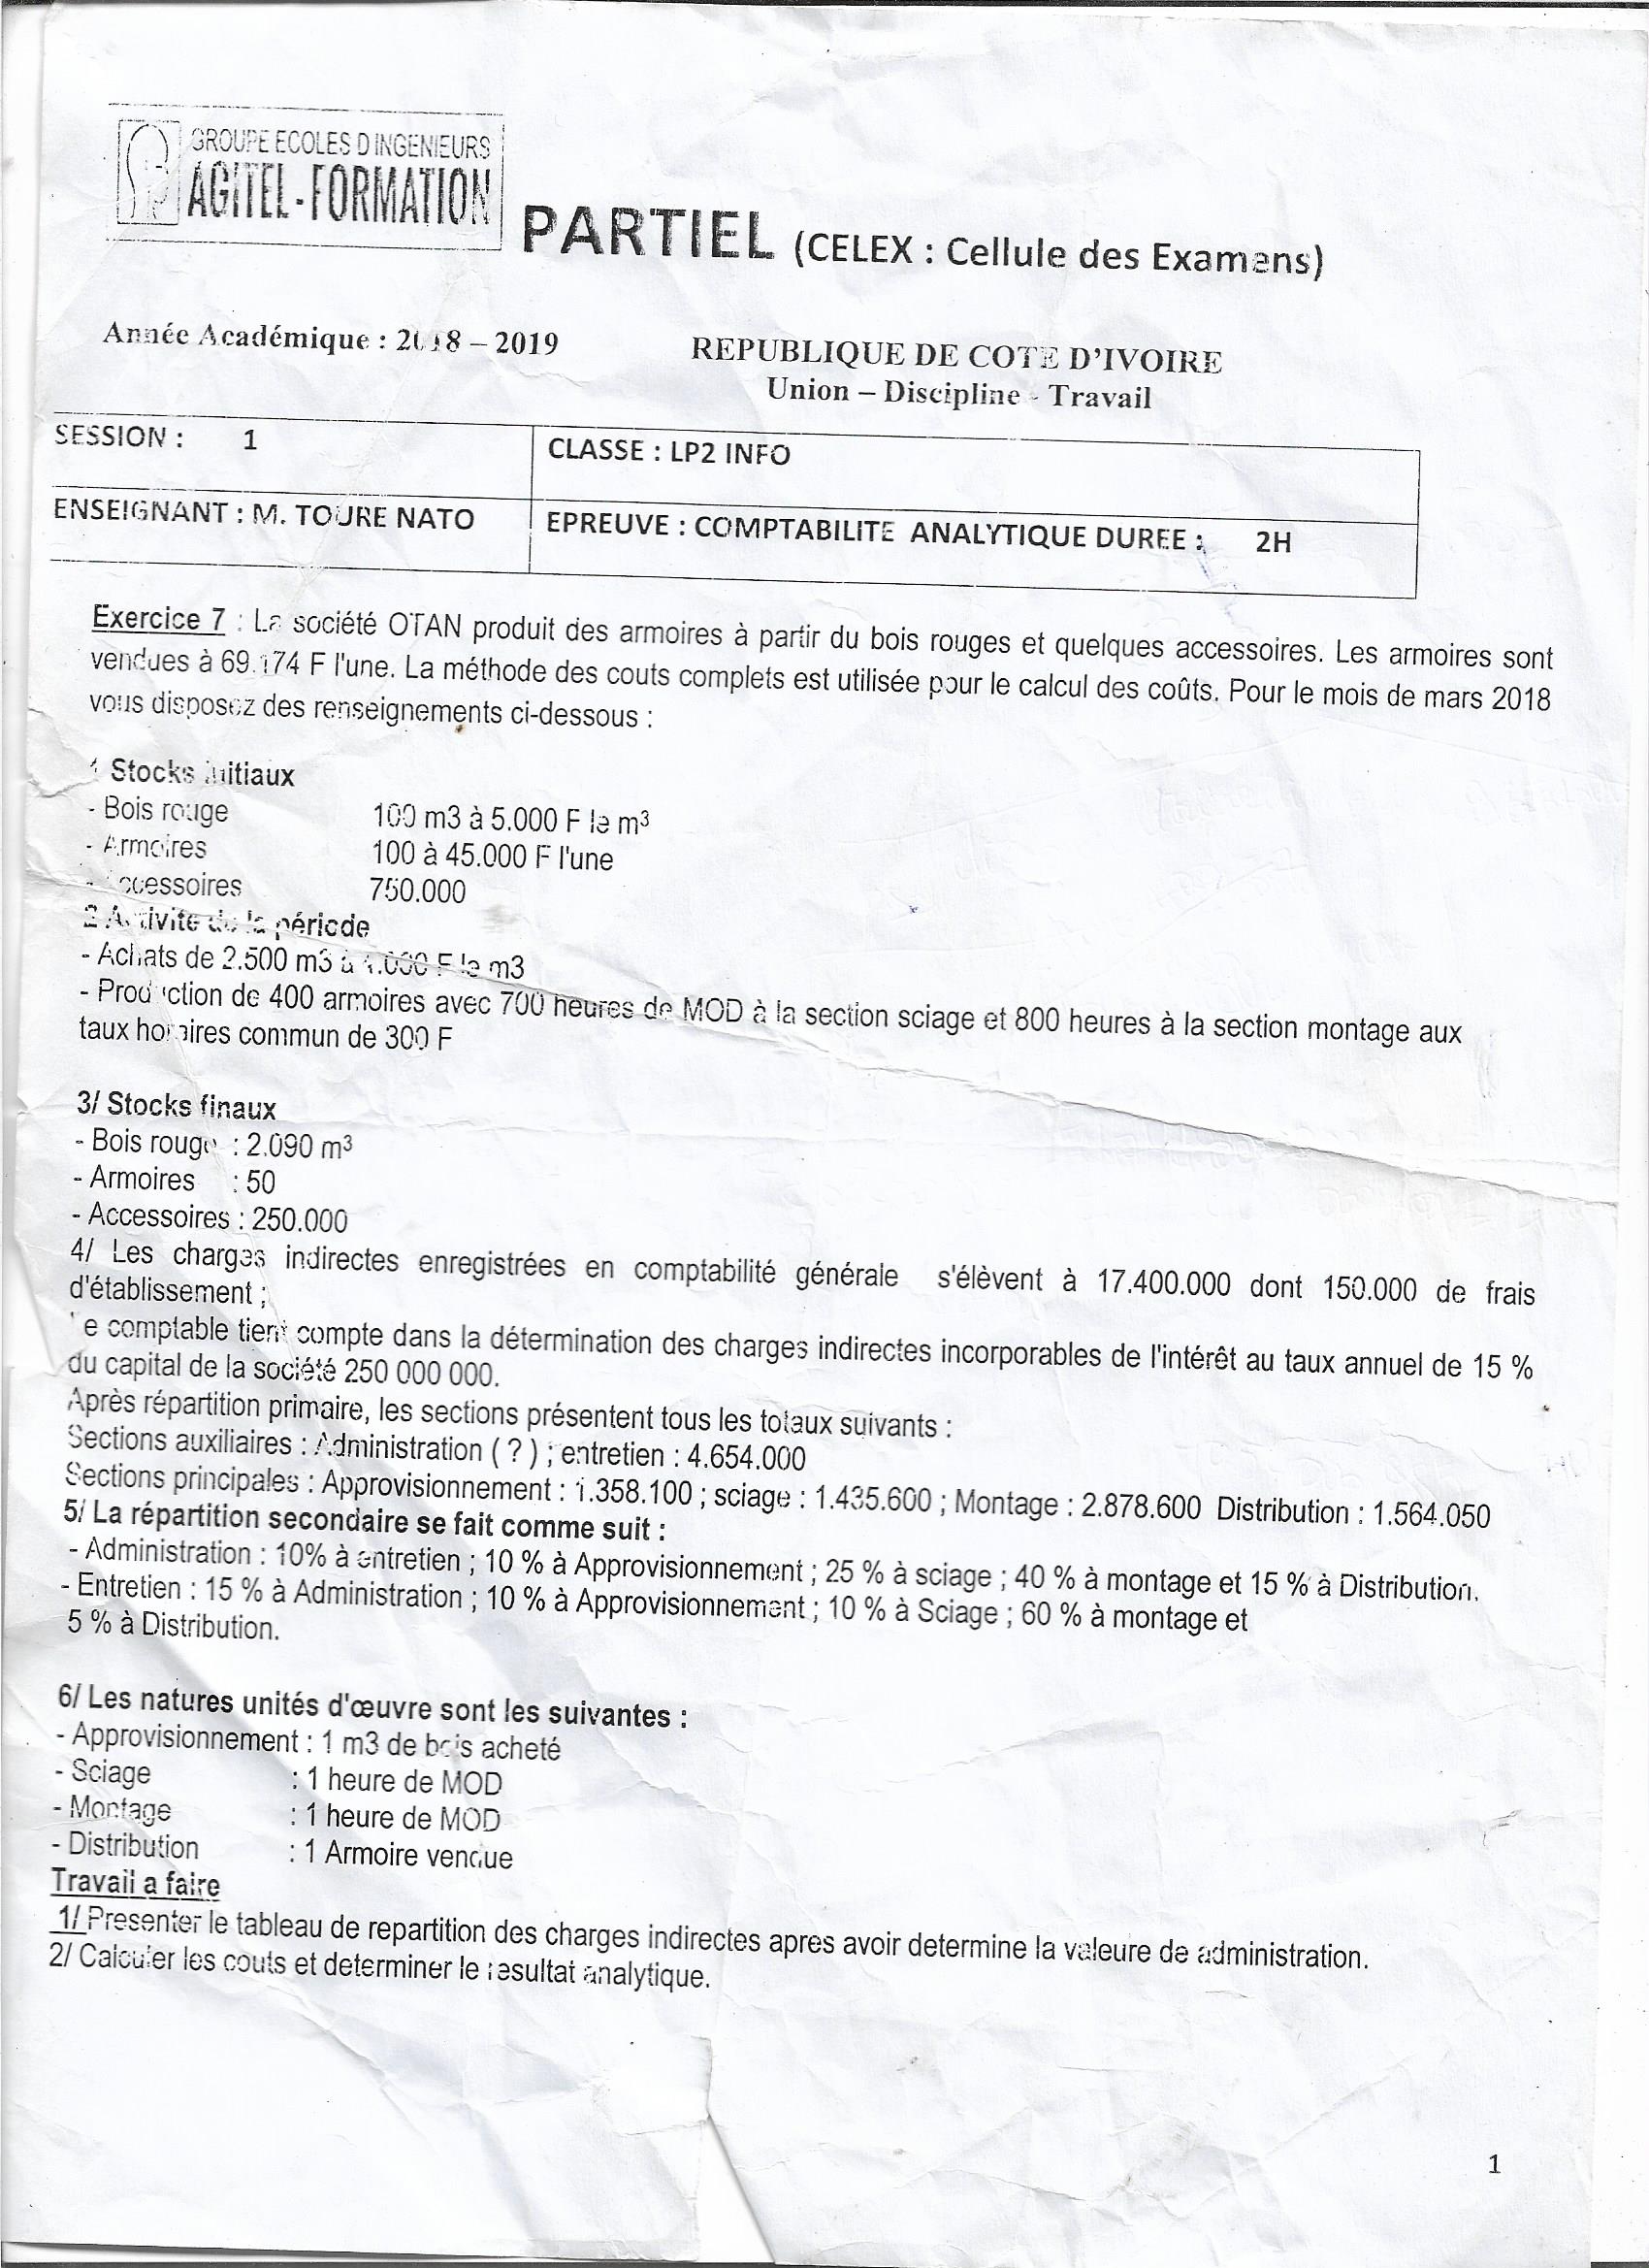 GROUPE ECOLES D INGENIEURS
AGITEL-FORMATION
PARTIEL (CELEX : Cellule des Examens)
Année Académique : 2018 – 2019
REPUBLIQUE DE COTE D'IVOIRE
Union – Discipline - Travail
SESSION : 1
CLASSE : LP2 INFO
ENSEIGNANT : M. TOURE NATO
EPREUVE : COMPTABILITE ANALYTIQUE DUREE : 2H
Exercice 7 : La société OTAN produit des armoires à partir du bois rouges et quelques accessoires. Les armoires sont
vendues à 69.174 F l'une. La méthode des couts complets est utilisée pour le calcul des coûts. Pour le mois de mars 2018
vous disposez des renseignements ci-dessous :
1 Stocks initiaux
- Bois rouge 100 m3 à 5.000 F le m³
- Armoires 100 à 45.000 F l'une
- Accessoires 750.000
2 Activite de la période
- Achats de 2.500 m3 à F le m3
- Production de 400 armoires avec 700 heures de MOD à la section sciage et 800 heures à la section montage aux
taux horaires commun de 300 F
3/ Stocks finaux
- Bois rouge : 2.090 m³
- Armoires : 50
- Accessoires : 250.000
4/ Les charges indirectes enregistrées en comptabilité générale s'élèvent à 17.400.000 dont 150.000 de frais
d'établissement ;
Le comptable tient compte dans la détermination des charges indirectes incorporables de l'intérêt au taux annuel de 15 %
du capital de la société 250 000 000.
Après répartition primaire, les sections présentent tous les totaux suivants :
Sections auxiliaires : Administration ( ? ) ; entretien : 4.654.000
Sections principales : Approvisionnement : 1.358.100 ; sciage : 1.435.600 ; Montage : 2.878.600 Distribution : 1.564.050
5/ La répartition secondaire se fait comme suit :
- Administration : 10% à entretien ; 10 % à Approvisionnement ; 25 % à sciage ; 40 % à montage et 15 % à Distribution.
- Entretien : 15 % à Administration ; 10 % à Approvisionnement ; 10 % à Sciage ; 60 % à montage et
5 % à Distribution.
6/ Les natures unités d'œuvre sont les suivantes :
- Approvisionnement : 1 m3 de bois acheté
- Sciage : 1 heure de MOD
- Montage : 1 heure de MOD
- Distribution : 1 Armoire vendue
Travail a faire
1/ Presenter le tableau de repartition des charges indirectes apres avoir determine la valeure de administration.
2/ Calculer les couts et determiner le resultat analytique.
1